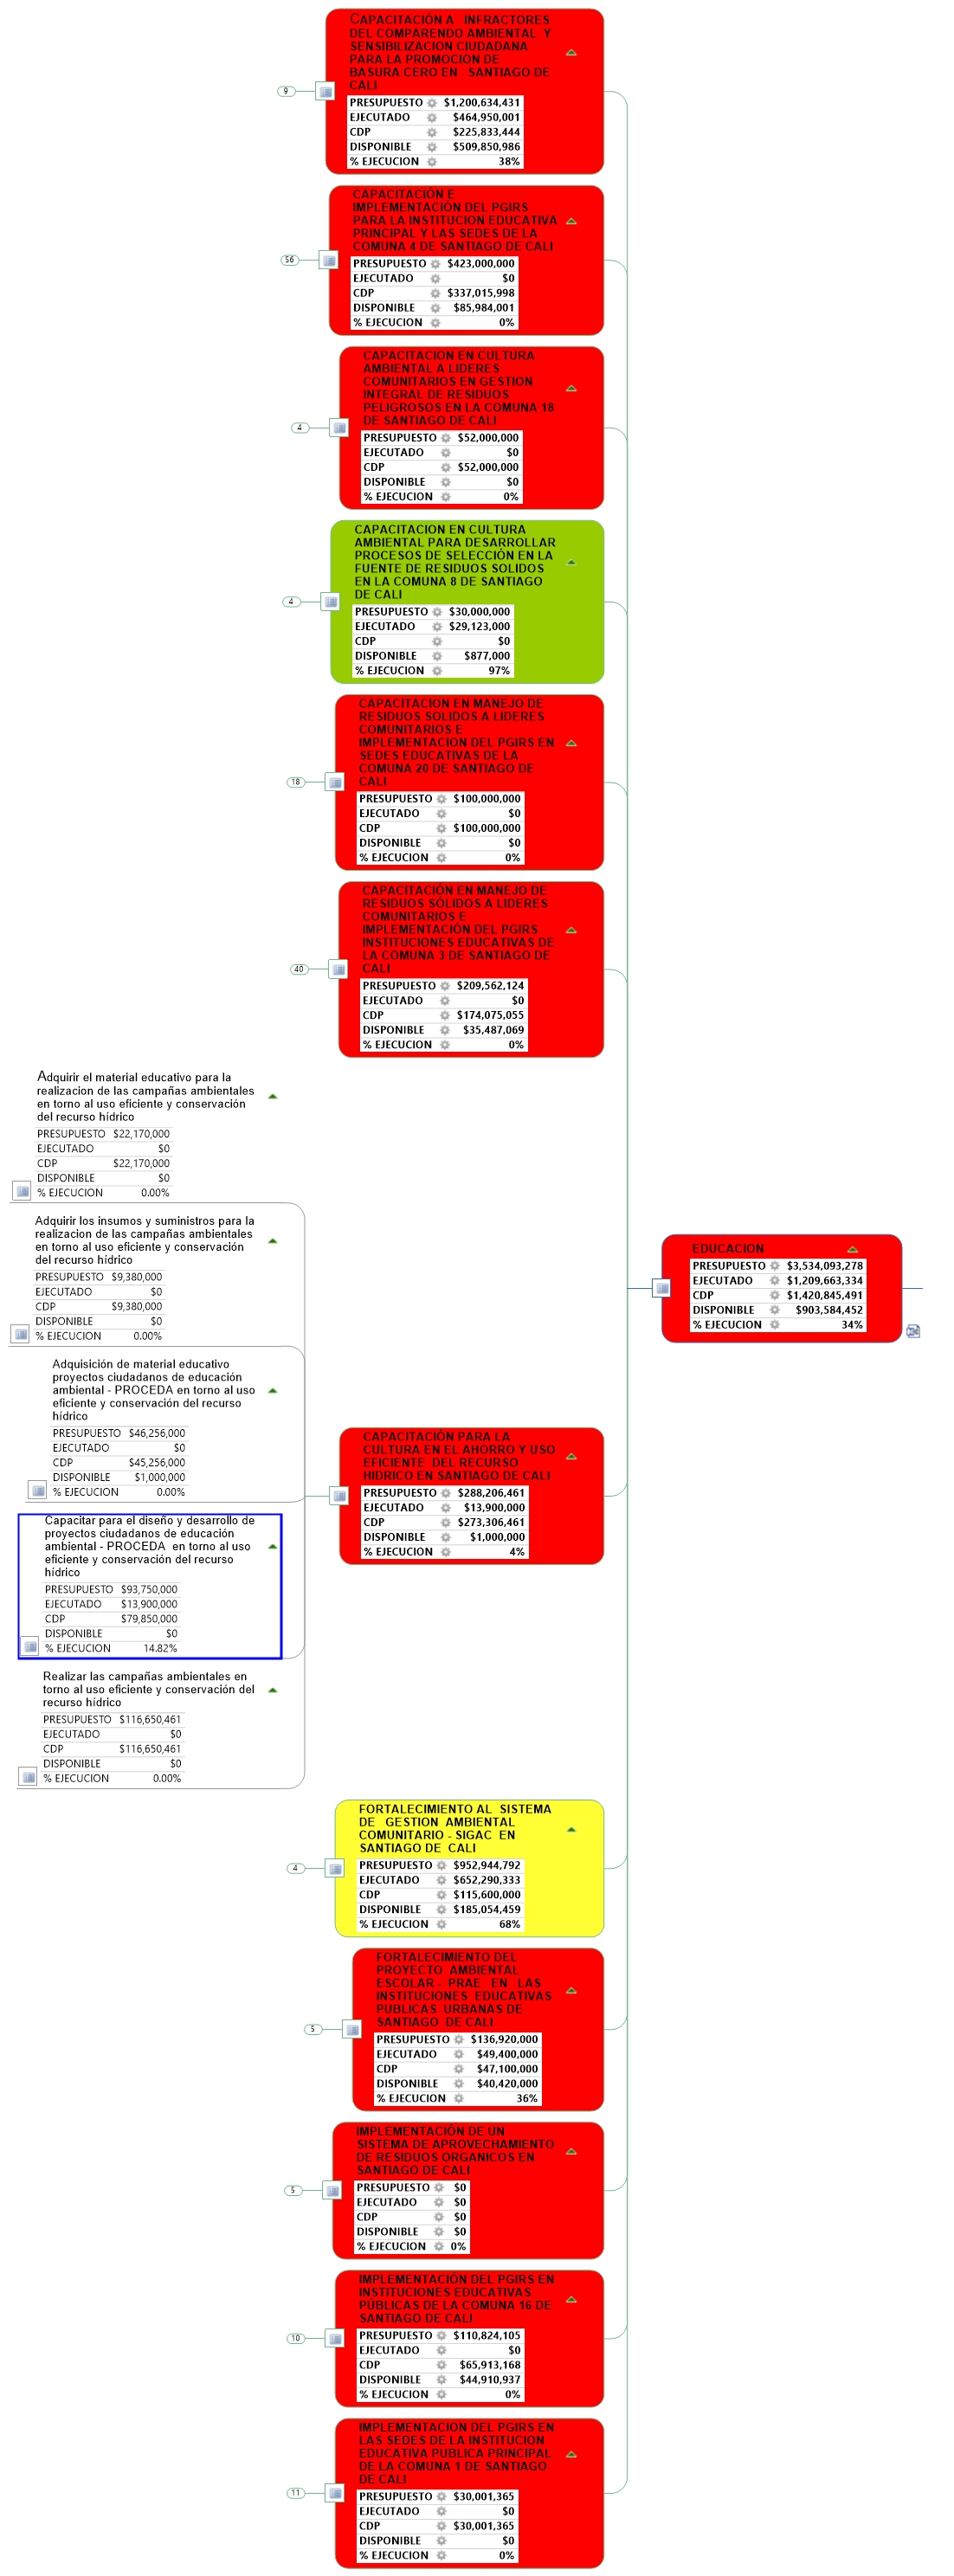 CAPACITACIÓN A INFRACTORES
DEL COMPARENDO AMBIENTAL Y
SENSIBILIZACION CIUDADANA
PARA LA PROMOCION DE
BASURA CERO EN SANTIAGO DE
CALI
9
PRESUPUESTO $1,200,634,431
EJECUTADO $464,950,001
CDP $225,833,444
DISPONIBLE $509,850,986
% EJECUCION 38%
CAPACITACIÓN E
IMPLEMENTACIÓN DEL PGIRS
PARA LA INSTITUCION EDUCATIVA
PRINCIPAL Y LAS SEDES DE LA
COMUNA 4 DE SANTIAGO DE CALI
56
PRESUPUESTO $423,000,000
EJECUTADO $0
CDP $337,015,998
DISPONIBLE $85,984,001
% EJECUCION 0%
CAPACITACION EN CULTURA
AMBIENTAL A LIDERES
COMUNITARIOS EN GESTION
INTEGRAL DE RESIDUOS
PELIGROSOS EN LA COMUNA 18
DE SANTIAGO DE CALI
4
PRESUPUESTO $52,000,000
EJECUTADO $0
CDP $52,000,000
DISPONIBLE $0
% EJECUCION 0%
CAPACITACION EN CULTURA
AMBIENTAL PARA DESARROLLAR
PROCESOS DE SELECCIÓN EN LA
FUENTE DE RESIDUOS SOLIDOS
EN LA COMUNA 8 DE SANTIAGO
DE CALI
4
PRESUPUESTO $30,000,000
EJECUTADO $29,123,000
CDP $0
DISPONIBLE $877,000
% EJECUCION 97%
CAPACITACION EN MANEJO DE
RESIDUOS SOLIDOS A LIDERES
COMUNITARIOS E
IMPLEMENTACION DEL PGIRS EN
SEDES EDUCATIVAS DE LA
COMUNA 20 DE SANTIAGO DE
CALI
18
PRESUPUESTO $100,000,000
EJECUTADO $0
CDP $100,000,000
DISPONIBLE $0
% EJECUCION 0%
CAPACITACIÓN EN MANEJO DE
RESIDUOS SÓLIDOS A LIDERES
COMUNITARIOS E
IMPLEMENTACIÓN DEL PGIRS
INSTITUCIONES EDUCATIVAS DE
LA COMUNA 3 DE SANTIAGO DE
CALI
40
PRESUPUESTO $209,562,124
EJECUTADO $0
CDP $174,075,055
DISPONIBLE $35,487,069
% EJECUCION 0%
Adquirir el material educativo para la
realizacion de las campañas ambientales
en torno al uso eficiente y conservación
del recurso hídrico
PRESUPUESTO $22,170,000
EJECUTADO $0
CDP $22,170,000
DISPONIBLE $0
% EJECUCION 0.00%
Adquirir los insumos y suministros para la
realizacion de las campañas ambientales
en torno al uso eficiente y conservación
del recurso hídrico
PRESUPUESTO $9,380,000
EJECUTADO $0
CDP $9,380,000
DISPONIBLE $0
% EJECUCION 0.00%
Adquisición de material educativo
proyectos ciudadanos de educación
ambiental - PROCEDA en torno al uso
eficiente y conservación del recurso
hídrico
PRESUPUESTO $46,256,000
EJECUTADO $0
CDP $45,256,000
DISPONIBLE $1,000,000
% EJECUCION 0.00%
Capacitar para el diseño y desarrollo de
proyectos ciudadanos de educación
ambiental - PROCEDA en torno al uso
eficiente y conservación del recurso
hídrico
PRESUPUESTO $93,750,000
EJECUTADO $13,900,000
CDP $79,850,000
DISPONIBLE $0
% EJECUCION 14.82%
Realizar las campañas ambientales en
torno al uso eficiente y conservación del
recurso hídrico
PRESUPUESTO $116,650,461
EJECUTADO $0
CDP $116,650,461
DISPONIBLE $0
% EJECUCION 0.00%
CAPACITACIÓN PARA LA
CULTURA EN EL AHORRO Y USO
EFICIENTE DEL RECURSO
HIDRICO EN SANTIAGO DE CALI
PRESUPUESTO $288,206,461
EJECUTADO $13,900,000
CDP $273,306,461
DISPONIBLE $1,000,000
% EJECUCION 4%
EDUCACION
PRESUPUESTO $3,534,093,278
EJECUTADO $1,209,663,334
CDP $1,420,845,491
DISPONIBLE $903,584,452
% EJECUCION 34%
FORTALECIMIENTO AL SISTEMA
DE GESTION AMBIENTAL
COMUNITARIO - SIGAC EN
SANTIAGO DE CALI
4
PRESUPUESTO $952,944,792
EJECUTADO $652,290,333
CDP $115,600,000
DISPONIBLE $185,054,459
% EJECUCION 68%
FORTALECIMIENTO DEL
PROYECTO AMBIENTAL
ESCOLAR - PRAE EN LAS
INSTITUCIONES EDUCATIVAS
PUBLICAS URBANAS DE
SANTIAGO DE CALI
5
PRESUPUESTO $136,920,000
EJECUTADO $49,400,000
CDP $47,100,000
DISPONIBLE $40,420,000
% EJECUCION 36%
IMPLEMENTACIÓN DE UN
SISTEMA DE APROVECHAMIENTO
DE RESIDUOS ORGANICOS EN
SANTIAGO DE CALI
5
PRESUPUESTO $0
EJECUTADO $0
CDP $0
DISPONIBLE $0
% EJECUCION 0%
IMPLEMENTACIÓN DEL PGIRS EN
INSTITUCIONES EDUCATIVAS
PÚBLICAS DE LA COMUNA 16 DE
SANTIAGO DE CALI
10
PRESUPUESTO $110,824,105
EJECUTADO $0
CDP $65,913,168
DISPONIBLE $44,910,937
% EJECUCION 0%
IMPLEMENTACION DEL PGIRS EN
LAS SEDES DE LA INSTITUCION
EDUCATIVA PUBLICA PRINCIPAL
DE LA COMUNA 1 DE SANTIAGO
DE CALI
11
PRESUPUESTO $30,001,365
EJECUTADO $0
CDP $30,001,365
DISPONIBLE $0
% EJECUCION 0%